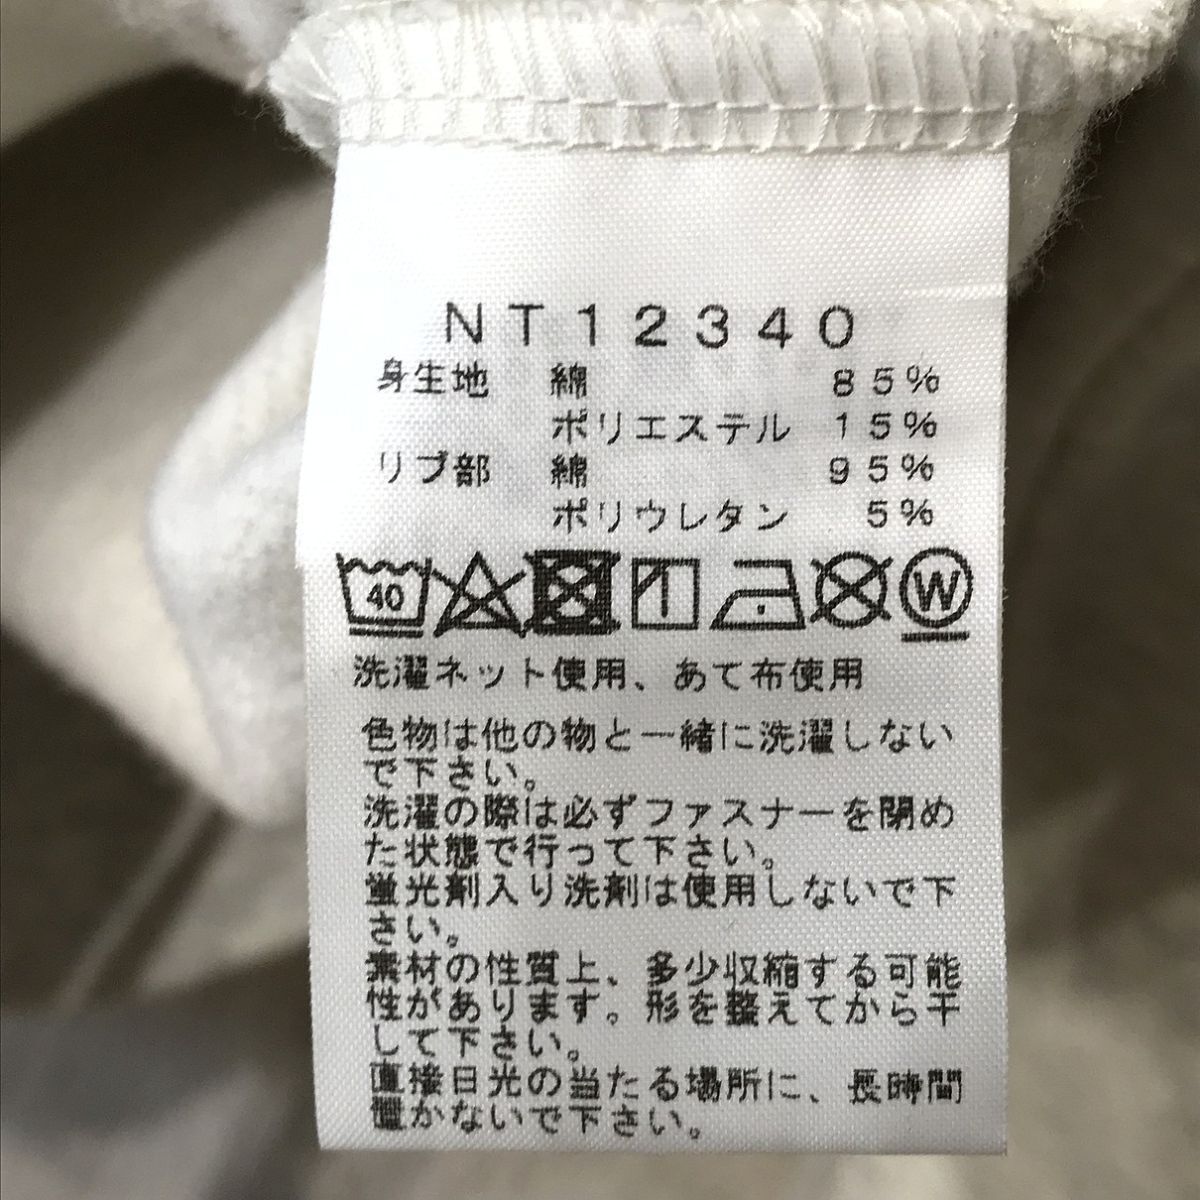 NT12340
身生地 綿 85%
ポリエステル 15%
リブ部 綿 95%
ポリウレタン 5%
40 W
洗濯ネット使用、あて布使用
色物は他の物と一緒に洗濯しない
で下さい。
洗濯の際は必ずファスナーを閉め
た状態で行って下さい。
蛍光剤入り洗剤は使用しないで下
さい。
素材の性質上、多少収縮する可能
性があります。形を整えてから干
して下さい。
直接日光の当たる場所に、長時間
置かないで下さい。